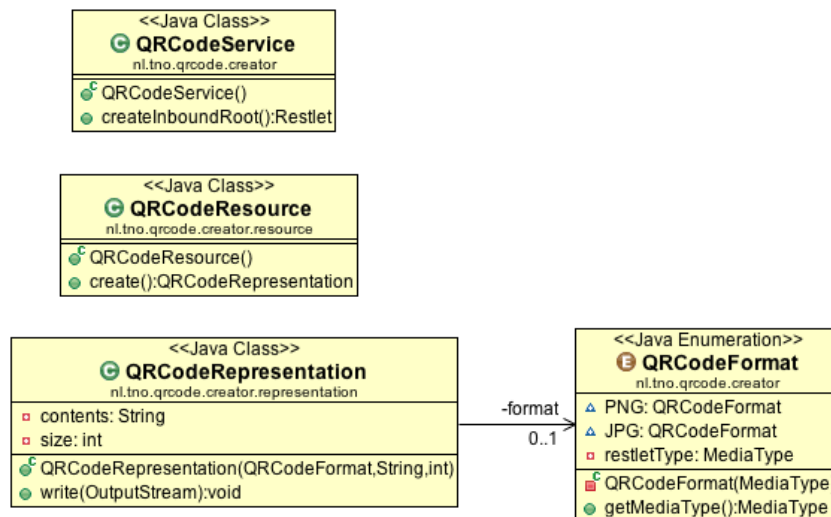 <<Java Class>>
QRCodeService
nl.tno.qrcode.creator
QRCodeService()
createInboundRoot():Restlet
<<Java Class>>
QRCodeResource
nl.tno.qrcode.creator.resource
QRCodeResource()
create():QRCodeRepresentation
<<Java Class>>
QRCodeRepresentation
nl.tno.qrcode.creator.representation
contents: String
size: int
QRCodeRepresentation(QRCodeFormat,String,int)
write(OutputStream):void
-format
0..1
<<Java Enumeration>>
QRCodeFormat
nl.tno.qrcode.creator
PNG: QRCodeFormat
JPG: QRCodeFormat
restletType: MediaType
QRCodeFormat(MediaType
getMediaType():MediaType